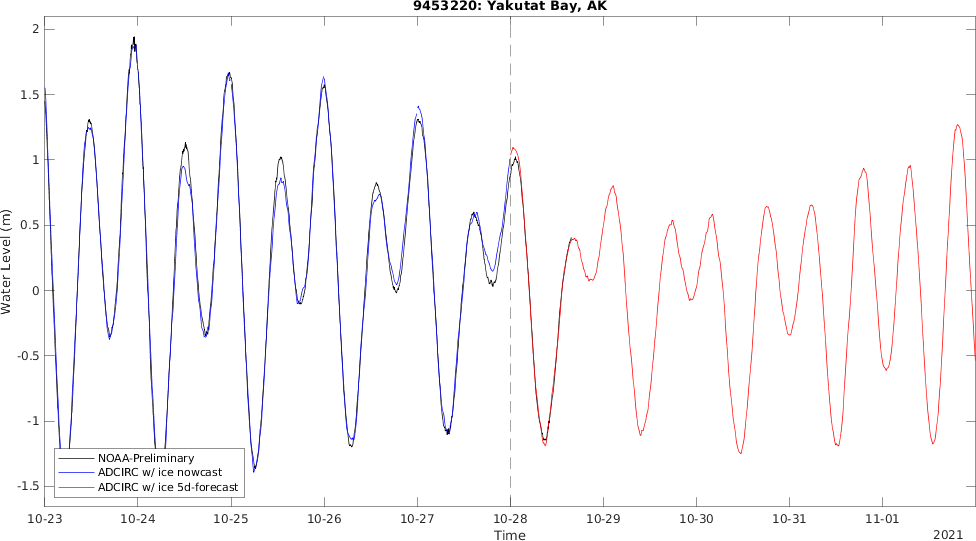 9453220: Yakutat Bay, AK
Water Level (m)
2
1.5
1
0.5
0
-0.5
-1
-1.5
NOAA-Preliminary
ADCIRC w/ ice nowcast
ADCIRC w/ ice 5d-forecast
10-23 10-24 10-25 10-26 10-27 10-28 10-29 10-30 10-31 11-01
Time
2021